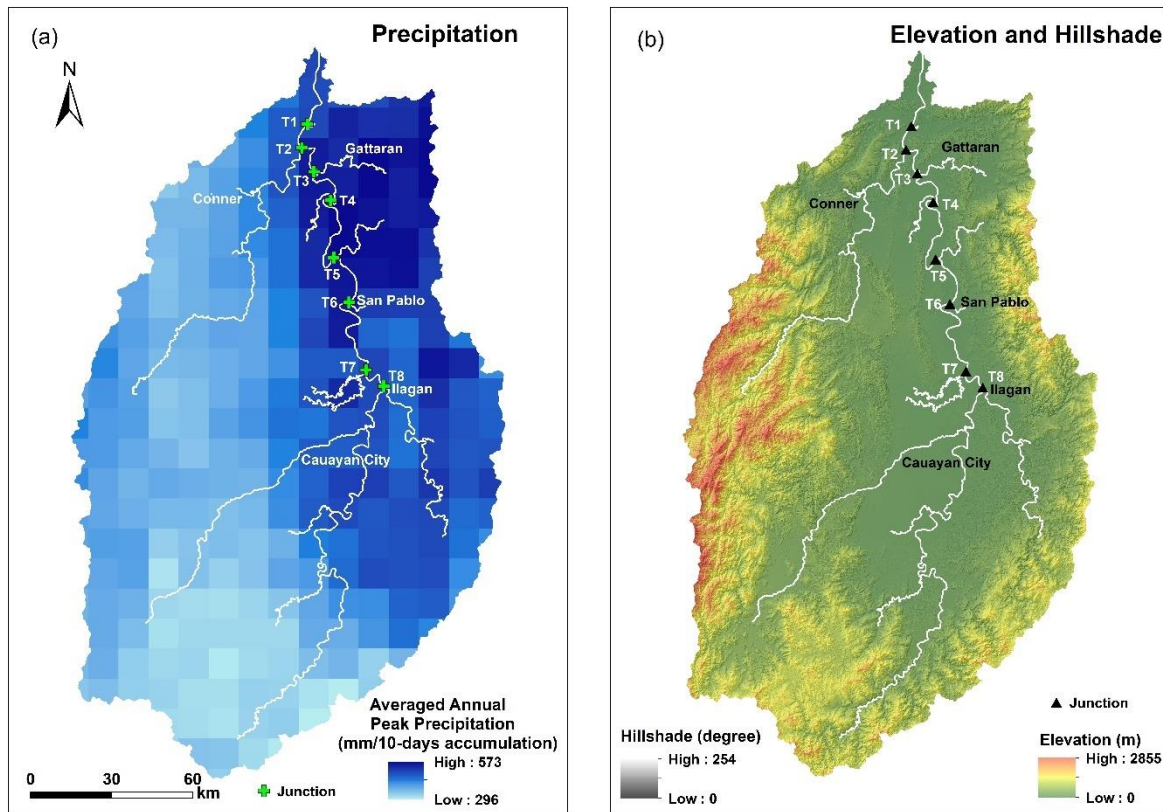 (a)
Precipitation
N
T1
T2
Gattaran
T3
Conner
T4
T5
T6
San Pablo
T7
T8
Ilagan
Cauayan City
Averaged Annual
Peak Precipitation
(mm/10-days accumulation)
High : 573
Low : 296
0 30 60
km
Junction
(b)
Elevation and Hillshade
T1
T2
Gattaran
T3
Conner
T4
T5
T6
San Pablo
T7
T8
Ilagan
Cauayan City
Junction
Hillshade (degree)
High : 254
Low : 0
Elevation (m)
High : 2855
Low : 0